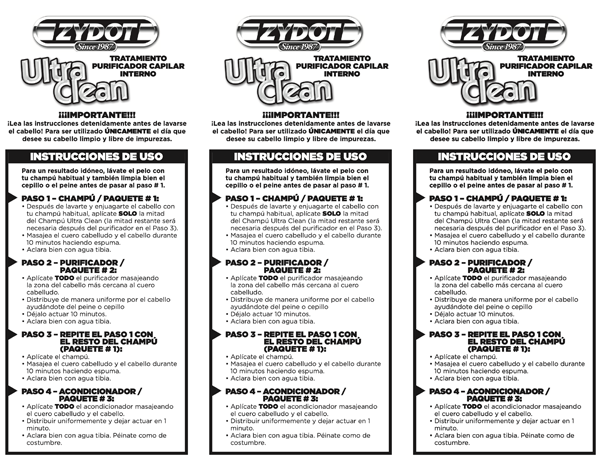 ZYDOT
Since 1987
Ultra Clean
TRATAMIENTO
PURIFICADOR CAPILAR
INTERNO
¡¡¡IMPORTANTE!!!
¡Lea las instrucciones detenidamente antes de lavarse
el cabello! Para ser utilizado ÚNICAMENTE el día que
desee su cabello limpio y libre de impurezas.
INSTRUCCIONES DE USO
Para un resultado idóneo, lávate el pelo con
tu champú habitual y también limpia bien el
cepillo o el peine antes de pasar al paso # 1.
PASO 1 – CHAMPÚ / PAQUETE # 1:
• Después de lavarte y enjuagarte el cabello con
tu champú habitual, aplícate SOLO la mitad
del Champú Ultra Clean (la mitad restante será
necesaria después del purificador en el Paso 3).
• Masajea el cuero cabelludo y el cabello durante
10 minutos haciendo espuma.
• Aclara bien con agua tibia.
PASO 2 – PURIFICADOR /
PAQUETE # 2:
• Aplícate TODO el purificador masajeando
la zona del cabello más cercana al cuero
cabelludo.
• Distribuye de manera uniforme por el cabello
ayudándote del peine o cepillo
• Déjalo actuar 10 minutos.
• Aclara bien con agua tibia.
PASO 3 – REPITE EL PASO 1 CON
EL RESTO DEL CHAMPÚ
(PAQUETE # 1):
• Aplícate el champú.
• Masajea el cuero cabelludo y el cabello durante
10 minutos haciendo espuma.
• Aclara bien con agua tibia.
PASO 4 – ACONDICIONADOR /
PAQUETE # 3:
• Aplícate TODO el acondicionador masajeando
el cuero cabelludo y el cabello.
• Distribuir uniformemente y dejar actuar en 1
minuto.
• Aclara bien con agua tibia. Péinate como de
costumbre.
ZYDOT
Since 1987
Ultra Clean
TRATAMIENTO
PURIFICADOR CAPILAR
INTERNO
¡¡¡IMPORTANTE!!!
¡Lea las instrucciones detenidamente antes de lavarse
el cabello! Para ser utilizado ÚNICAMENTE el día que
desee su cabello limpio y libre de impurezas.
INSTRUCCIONES DE USO
Para un resultado idóneo, lávate el pelo con
tu champú habitual y también limpia bien el
cepillo o el peine antes de pasar al paso # 1.
PASO 1 – CHAMPÚ / PAQUETE # 1:
• Después de lavarte y enjuagarte el cabello con
tu champú habitual, aplícate SOLO la mitad
del Champú Ultra Clean (la mitad restante será
necesaria después del purificador en el Paso 3).
• Masajea el cuero cabelludo y el cabello durante
10 minutos haciendo espuma.
• Aclara bien con agua tibia.
PASO 2 – PURIFICADOR /
PAQUETE # 2:
• Aplícate TODO el purificador masajeando
la zona del cabello más cercana al cuero
cabelludo.
• Distribuye de manera uniforme por el cabello
ayudándote del peine o cepillo
• Déjalo actuar 10 minutos.
• Aclara bien con agua tibia.
PASO 3 – REPITE EL PASO 1 CON
EL RESTO DEL CHAMPÚ
(PAQUETE # 1):
• Aplícate el champú.
• Masajea el cuero cabelludo y el cabello durante
10 minutos haciendo espuma.
• Aclara bien con agua tibia.
PASO 4 – ACONDICIONADOR /
PAQUETE # 3:
• Aplícate TODO el acondicionador masajeando
el cuero cabelludo y el cabello.
• Distribuir uniformemente y dejar actuar en 1
minuto.
• Aclara bien con agua tibia. Péinate como de
costumbre.
ZYDOT
Since 1987
Ultra Clean
TRATAMIENTO
PURIFICADOR CAPILAR
INTERNO
¡¡¡IMPORTANTE!!!
¡Lea las instrucciones detenidamente antes de lavarse
el cabello! Para ser utilizado ÚNICAMENTE el día que
desee su cabello limpio y libre de impurezas.
INSTRUCCIONES DE USO
Para un resultado idóneo, lávate el pelo con
tu champú habitual y también limpia bien el
cepillo o el peine antes de pasar al paso # 1.
PASO 1 – CHAMPÚ / PAQUETE # 1:
• Después de lavarte y enjuagarte el cabello con
tu champú habitual, aplícate SOLO la mitad
del Champú Ultra Clean (la mitad restante será
necesaria después del purificador en el Paso 3).
• Masajea el cuero cabelludo y el cabello durante
10 minutos haciendo espuma.
• Aclara bien con agua tibia.
PASO 2 – PURIFICADOR /
PAQUETE # 2:
• Aplícate TODO el purificador masajeando
la zona del cabello más cercana al cuero
cabelludo.
• Distribuye de manera uniforme por el cabello
ayudándote del peine o cepillo
• Déjalo actuar 10 minutos.
• Aclara bien con agua tibia.
PASO 3 – REPITE EL PASO 1 CON
EL RESTO DEL CHAMPÚ
(PAQUETE # 1):
• Aplícate el champú.
• Masajea el cuero cabelludo y el cabello durante
10 minutos haciendo espuma.
• Aclara bien con agua tibia.
PASO 4 – ACONDICIONADOR /
PAQUETE # 3:
• Aplícate TODO el acondicionador masajeando
el cuero cabelludo y el cabello.
• Distribuir uniformemente y dejar actuar en 1
minuto.
• Aclara bien con agua tibia. Péinate como de
costumbre.